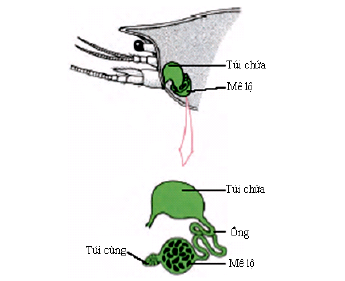 Túi chứa
Mê lộ
Túi chứa
Ống
Túi cùng
Mê lộ